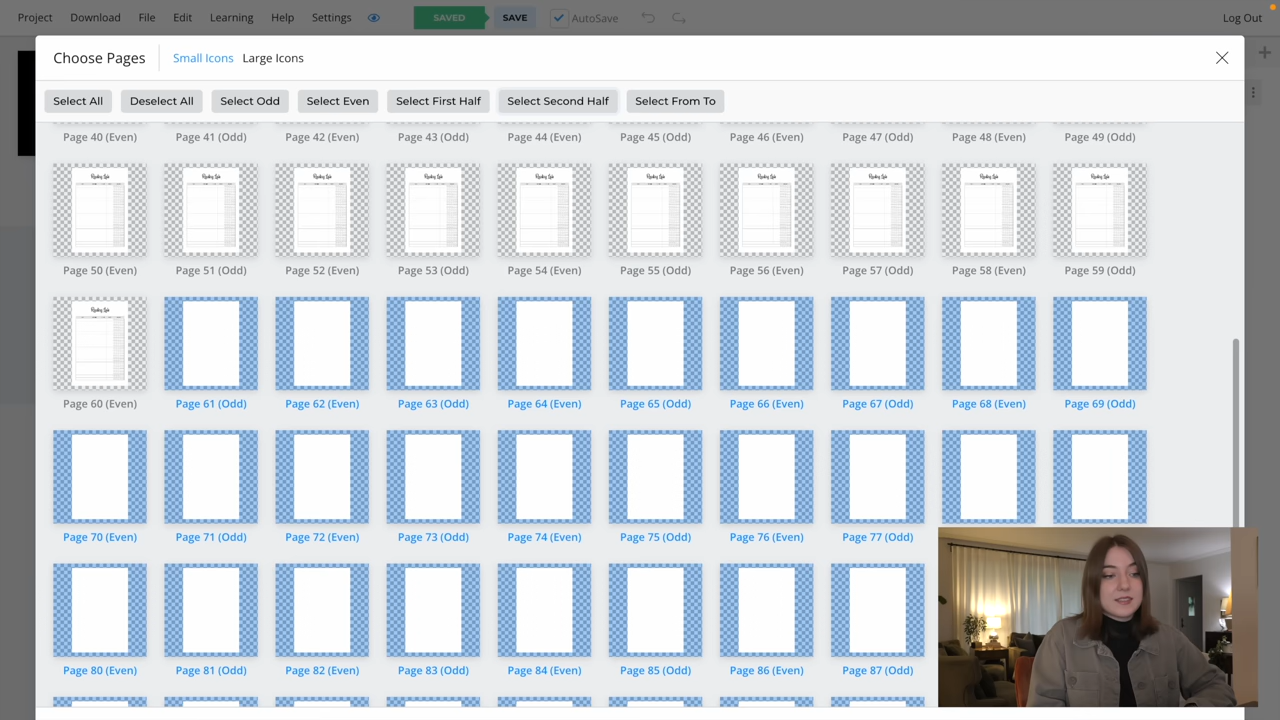 Project Download File Edit Learning Help Settings SAVED SAVE AutoSave Log Out
Choose Pages Small Icons Large Icons
Select All Deselect All Select Odd Select Even Select First Half Select Second Half Select From To
Page 40 (Even) Page 41 (Odd) Page 42 (Even) Page 43 (Odd) Page 44 (Even) Page 45 (Odd) Page 46 (Even) Page 47 (Odd) Page 48 (Even) Page 49 (Odd)
Page 50 (Even) Page 51 (Odd) Page 52 (Even) Page 53 (Odd) Page 54 (Even) Page 55 (Odd) Page 56 (Even) Page 57 (Odd) Page 58 (Even) Page 59 (Odd)
Page 60 (Even) Page 61 (Odd) Page 62 (Even) Page 63 (Odd) Page 64 (Even) Page 65 (Odd) Page 66 (Even) Page 67 (Odd) Page 68 (Even) Page 69 (Odd)
Page 70 (Even) Page 71 (Odd) Page 72 (Even) Page 73 (Odd) Page 74 (Even) Page 75 (Odd) Page 76 (Even) Page 77 (Odd)
Page 80 (Even) Page 81 (Odd) Page 82 (Even) Page 83 (Odd) Page 84 (Even) Page 85 (Odd) Page 86 (Even) Page 87 (Odd)